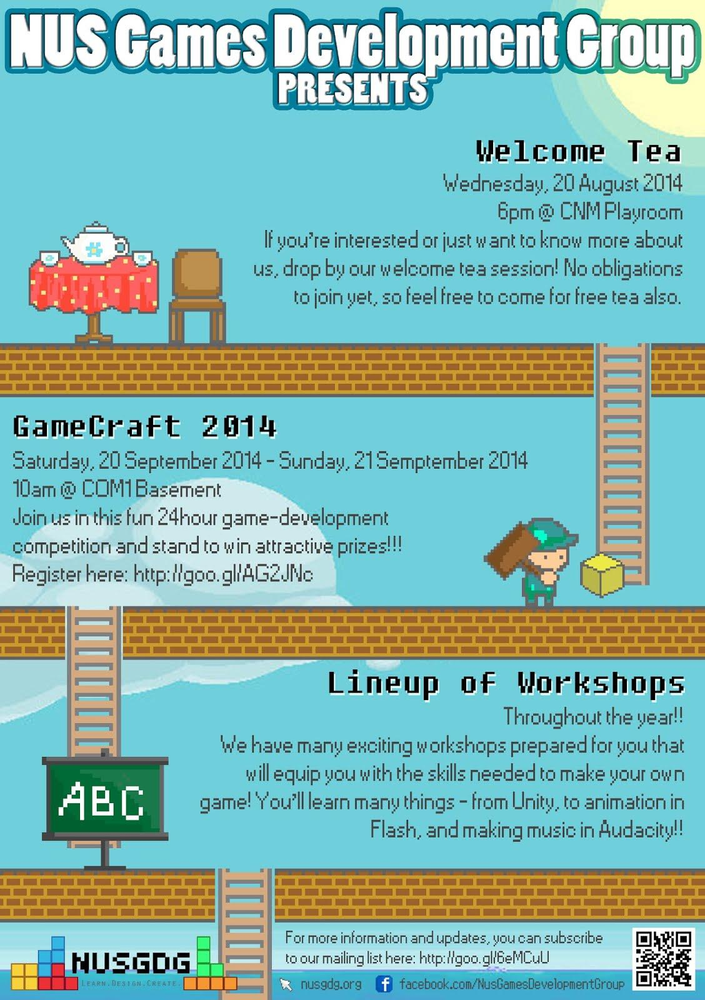 NUS Games Development Group
PRESENTS
Welcome Tea
Wednesday, 20 August 2014
6pm @ CNM Playroom
If you're interested or just want to know more about
us, drop by our welcome tea session! No obligations
to join yet, so feel free to come for free tea also.
GameCraft 2014
Saturday, 20 September 2014 - Sunday, 21 Semptember 2014
10am @ COM1 Basement
Join us in this fun 24hour game-development
competition and stand to win attractive prizes!!!
Register here: http://goo.gl/AG2JNc
Lineup of Workshops
Throughout the year!!
We have many exciting workshops prepared for you that
will equip you with the skills needed to make your own
game! You'll learn many things - from Unity, to animation in
Flash, and making music in Audacity!!
ABC
NUSGDG
LEARN.DESIGN.CREATE.
For more information and updates, you can subscribe
to our mailing list here: http://goo.gl/6eMCuU
nusgdg.org facebook.com/NusGamesDevelopmentGroup